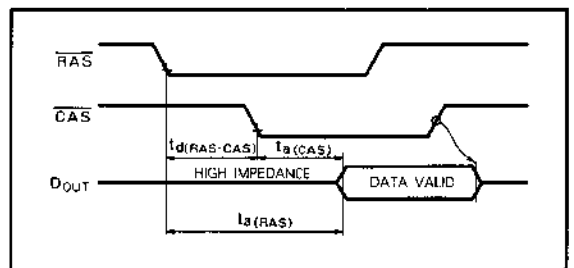 RAS
CAS
td(RAS-CAS) ta(CAS)
DOUT HIGH IMPEDANCE DATA VALID
ta(RAS)